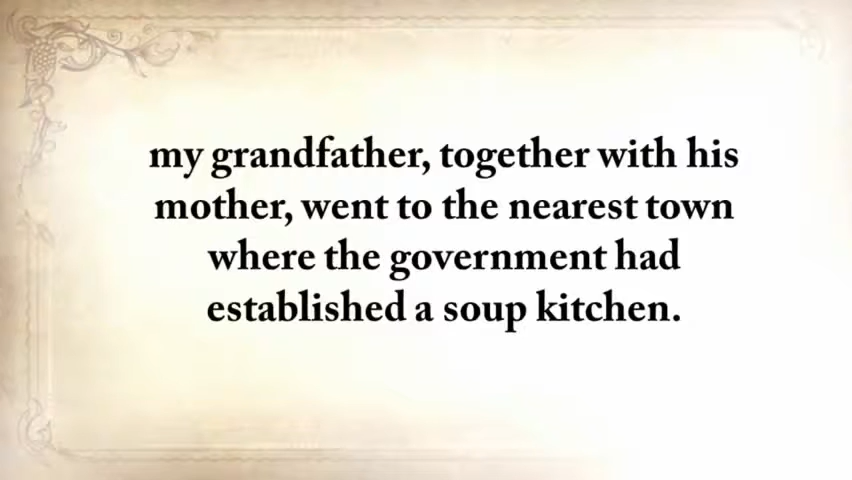 my grandfather, together with his
mother, went to the nearest town
where the government had
established a soup kitchen.